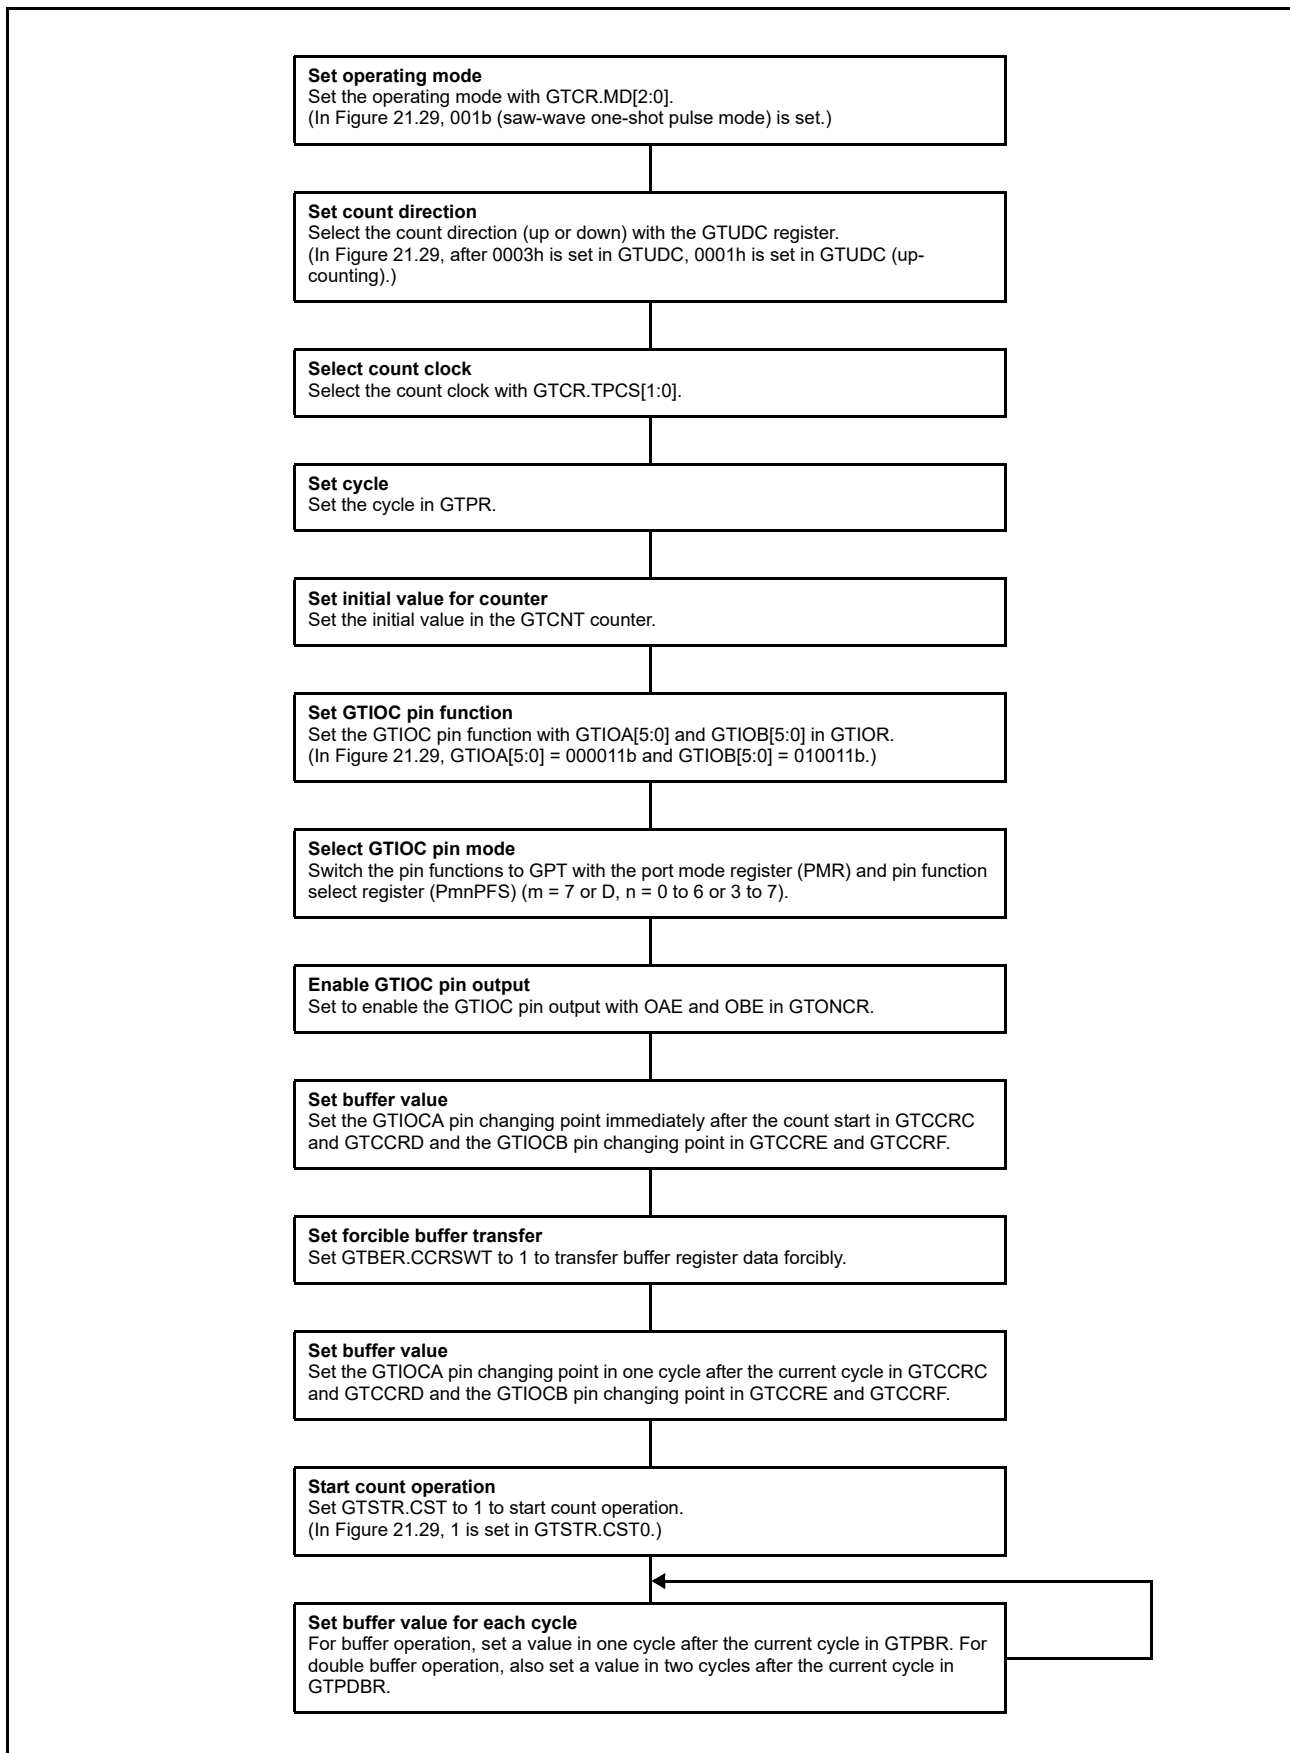 Set operating mode
Set the operating mode with GTCR.MD[2:0].
(In Figure 21.29, 001b (saw-wave one-shot pulse mode) is set.)
Set count direction
Select the count direction (up or down) with the GTUDC register.
(In Figure 21.29, after 0003h is set in GTUDC, 0001h is set in GTUDC (up-
counting).)
Select count clock
Select the count clock with GTCR.TPCS[1:0].
Set cycle
Set the cycle in GTPR.
Set initial value for counter
Set the initial value in the GTCNT counter.
Set GTIOC pin function
Set the GTIOC pin function with GTIOA[5:0] and GTIOB[5:0] in GTIOR.
(In Figure 21.29, GTIOA[5:0] = 000011b and GTIOB[5:0] = 010011b.)
Select GTIOC pin mode
Switch the pin functions to GPT with the port mode register (PMR) and pin function
select register (PmnPFS) (m = 7 or D, n = 0 to 6 or 3 to 7).
Enable GTIOC pin output
Set to enable the GTIOC pin output with OAE and OBE in GTONCR.
Set buffer value
Set the GTIOCA pin changing point immediately after the count start in GTCCRC
and GTCCRD and the GTIOCB pin changing point in GTCCRE and GTCCRF.
Set forcible buffer transfer
Set GTBER.CCRSWT to 1 to transfer buffer register data forcibly.
Set buffer value
Set the GTIOCA pin changing point in one cycle after the current cycle in GTCCRC
and GTCCRD and the GTIOCB pin changing point in GTCCRE and GTCCRF.
Start count operation
Set GTSTR.CST to 1 to start count operation.
(In Figure 21.29, 1 is set in GTSTR.CST0.)
Set buffer value for each cycle
For buffer operation, set a value in one cycle after the current cycle in GTPBR. For
double buffer operation, also set a value in two cycles after the current cycle in
GTPDBR.